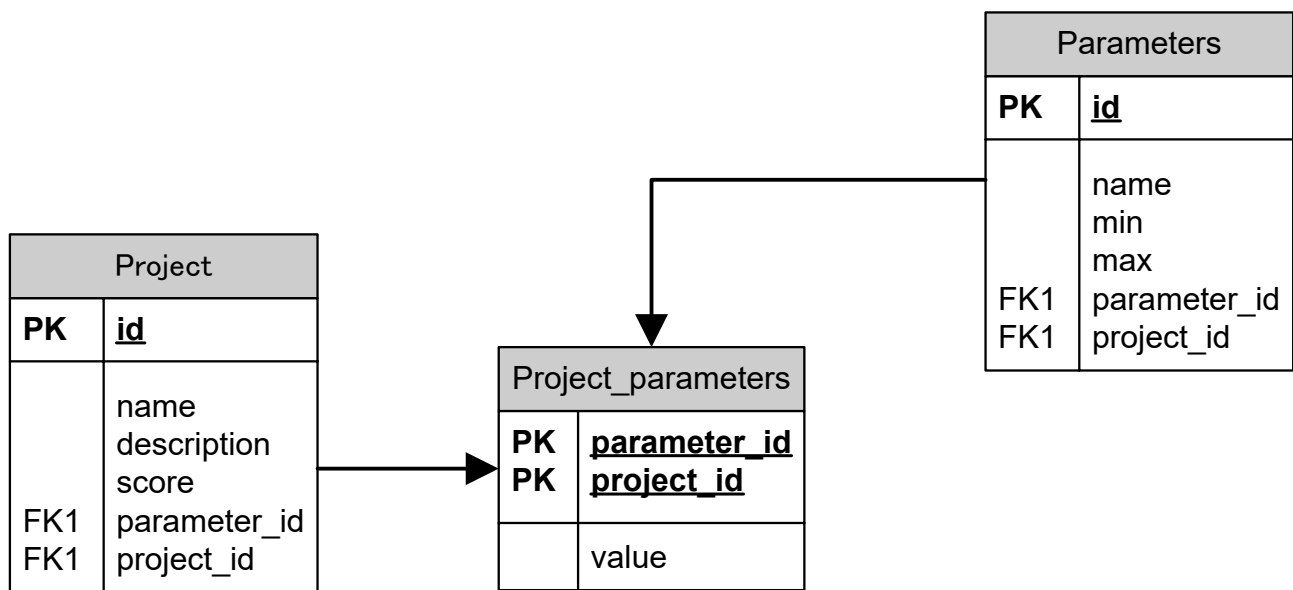 Parameters
PK id
name
min
max
FK1 parameter_id
FK1 project_id
Project
PK id
name
description
score
FK1 parameter_id
FK1 project_id
Project_parameters
PK parameter_id
PK project_id
value